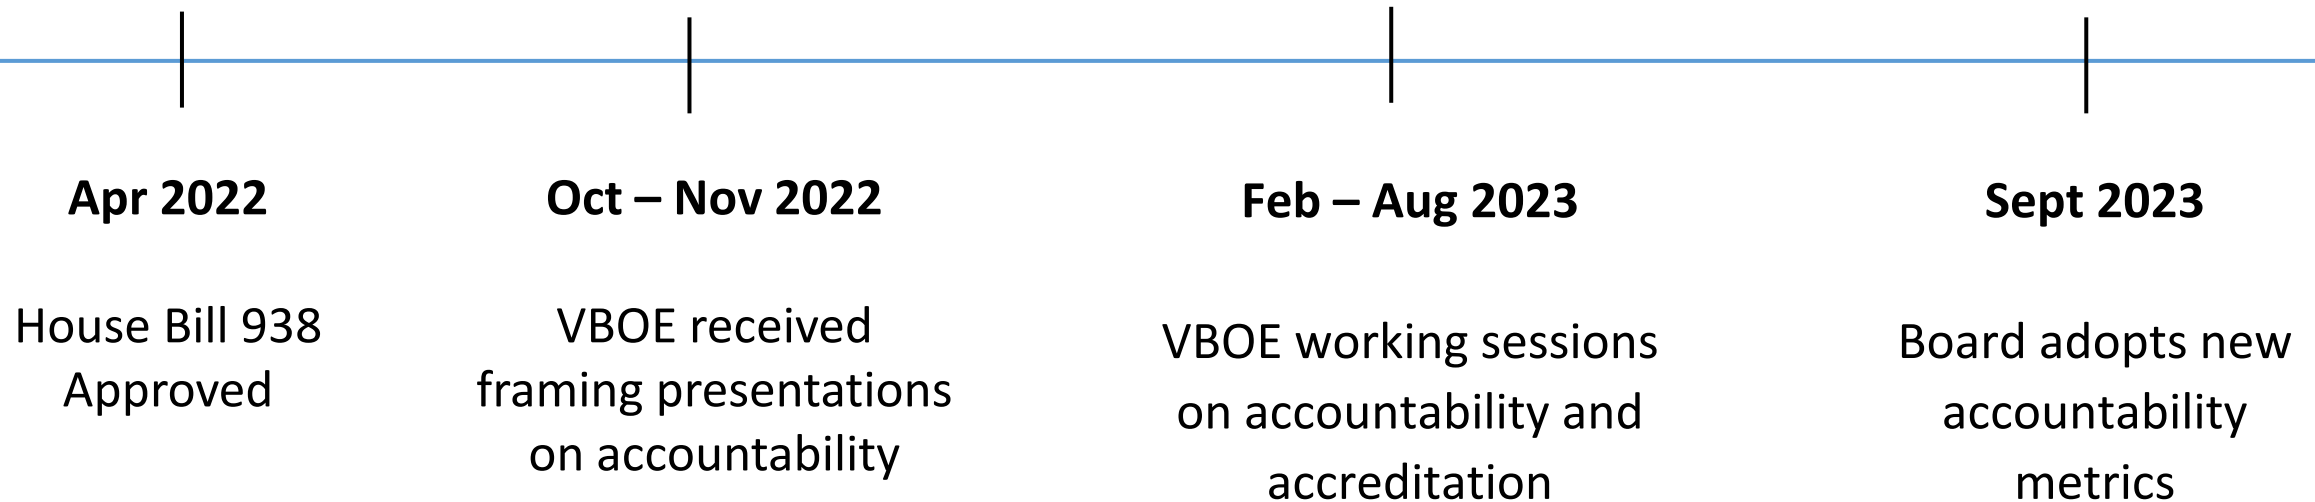 Apr 2022
House Bill 938
Approved
Oct – Nov 2022
VBOE received
framing presentations
on accountability
Feb – Aug 2023
VBOE working sessions
on accountability and
accreditation
Sept 2023
Board adopts new
accountability
metrics